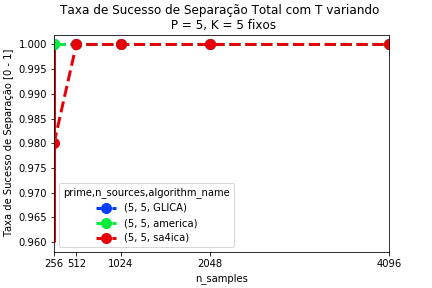 Taxa de Sucesso de Separação Total com T variando
P = 5, K = 5 fixos
Taxa de Sucesso de Separação [0 - 1]
1.000
0.995
0.990
0.985
0.980
0.975
0.970
0.965
0.960
prime,n_sources,algorithm_name
(5, 5, GLICA)
(5, 5, america)
(5, 5, sa4ica)
256 512 1024 2048 4096
n_samples